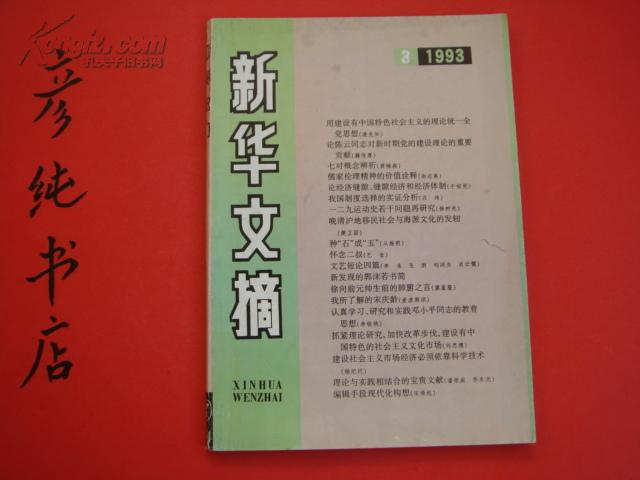 Kongfz.com
孔夫子旧书网
彦纯书店
3 1993
新华文摘
XINHUA
WENZHAI
用建设有中国特色社会主义的理论统一全
党思想
论陈云同志对新时期党的建设理论的重要
贡献
七对概念辨析
儒家伦理精神的价值诠释
论经济缝隙、缝隙经济和经济体制
我国制度选择的实证分析
一二九运动史若干问题再研究
晚清沪地移民社会与海派文化的发轫
种“石”成“玉”
怀念二叔(巴金)
文艺短论四篇
新发现的郭沫若书简
徐向前元帅生前的肺腑之言
我所了解的宋庆龄
认真学习、研究和实践邓小平同志的教育
思想
抓紧理论研究,加快改革步伐,建设有中
国特色的社会主义文化市场
建设社会主义市场经济必须依靠科学技术
理论与实践相结合的宝贵文献
编辑手段现代化构想